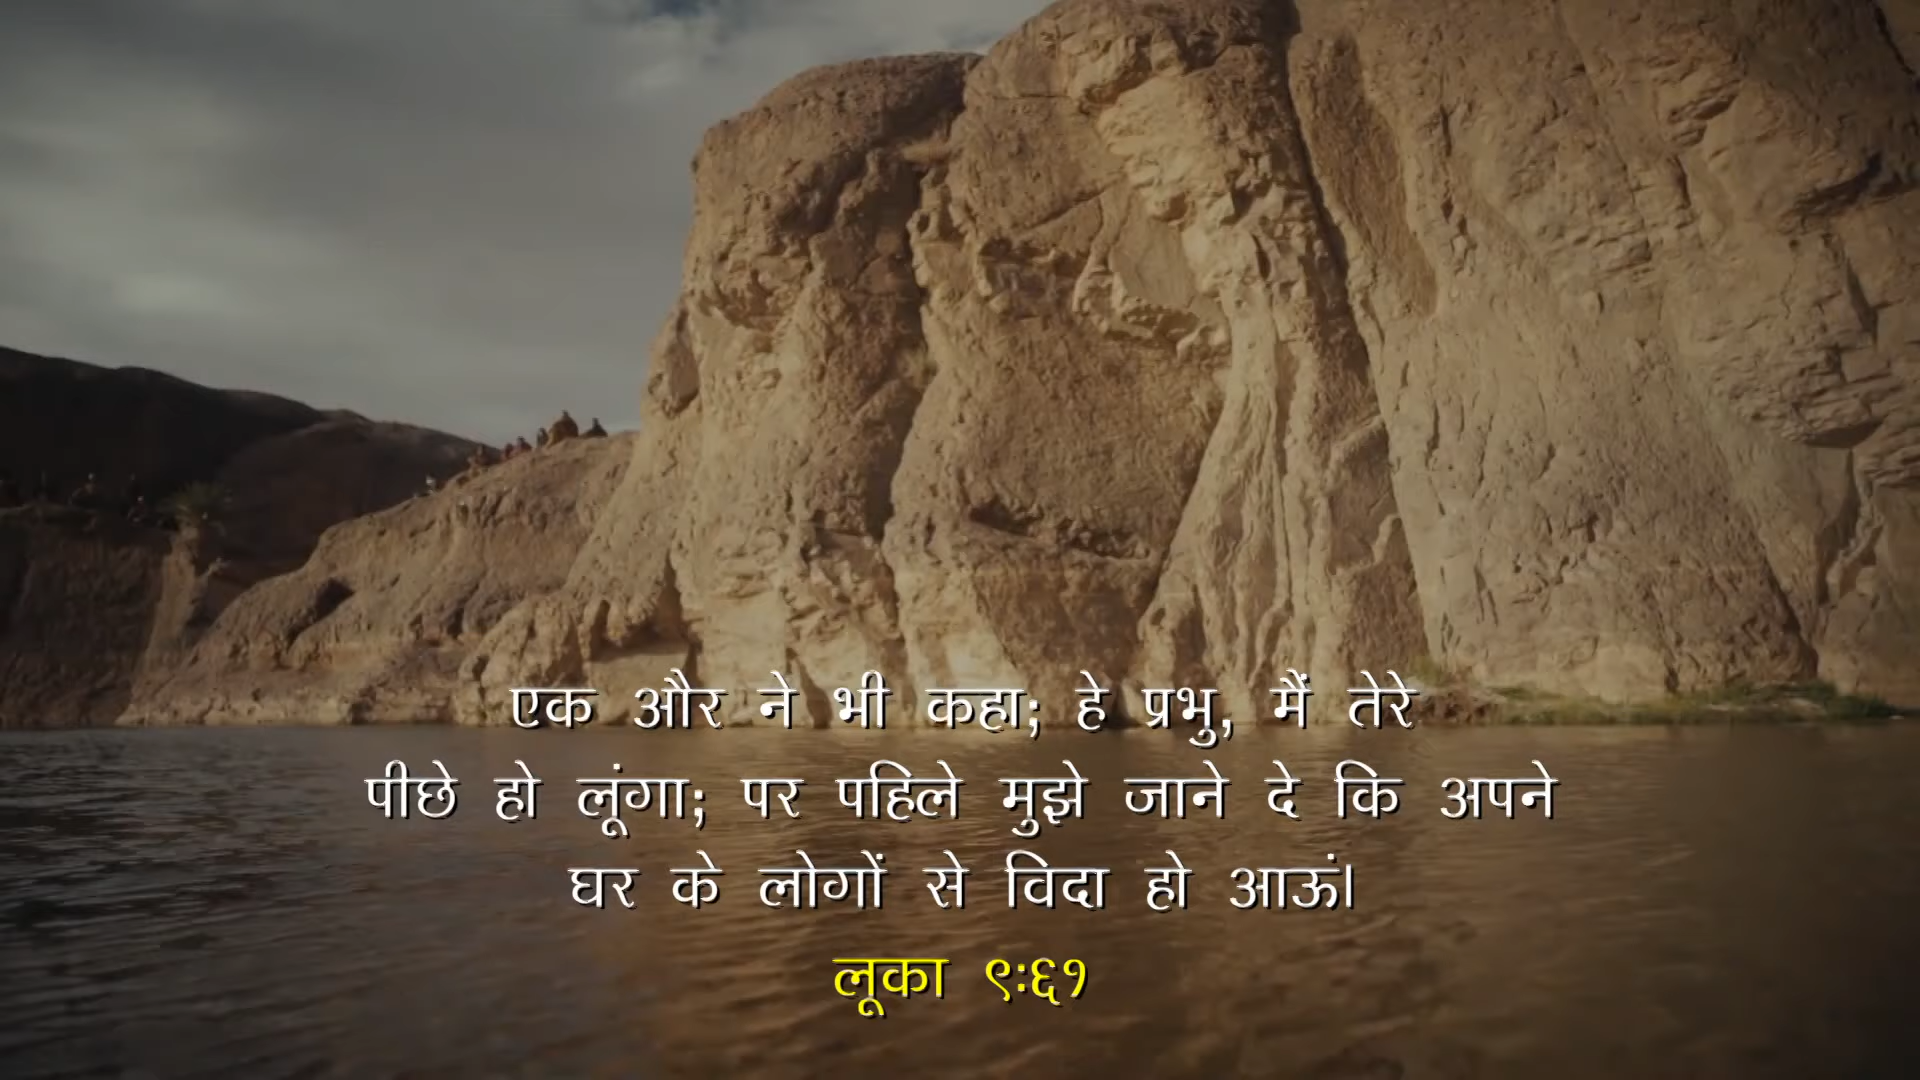 एक और ने भी कहा; हे प्रभु, मैं तेरे
पीछे हो लूंगा; पर पहिले मुझे जाने दे कि अपने
घर के लोगों से विदा हो आऊं।
लूका ९:६१